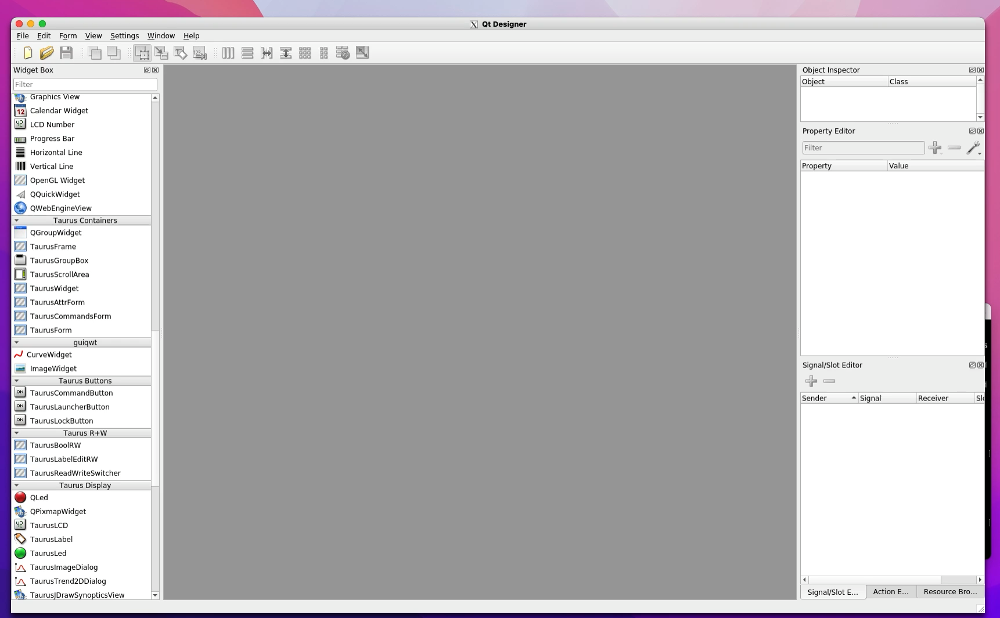 Qt Designer
File Edit Form View Settings Window Help
Widget Box
Filter
Graphics View
Calendar Widget
LCD Number
Progress Bar
Horizontal Line
Vertical Line
OpenGL Widget
QQuickWidget
QWebEngineView
Taurus Containers
QGroupWidget
TaurusFrame
TaurusGroupBox
TaurusScrollArea
TaurusWidget
TaurusAttrForm
TaurusCommandsForm
TaurusForm
guiqwt
CurveWidget
ImageWidget
Taurus Buttons
TaurusCommandButton
TaurusLauncherButton
TaurusLockButton
Taurus R+W
TaurusBoolRW
TaurusLabelEditRW
TaurusReadWriteSwitcher
Taurus Display
QLed
QPixmapWidget
TaurusLCD
TaurusLabel
TaurusLed
TaurusImageDialog
TaurusTrend2DDialog
TaurusJDrawSynopticsView
Object Inspector
Object Class
Property Editor
Filter
Property Value
Signal/Slot Editor
Sender Signal Receiver Slo
Signal/Slot E... Action E... Resource Bro...